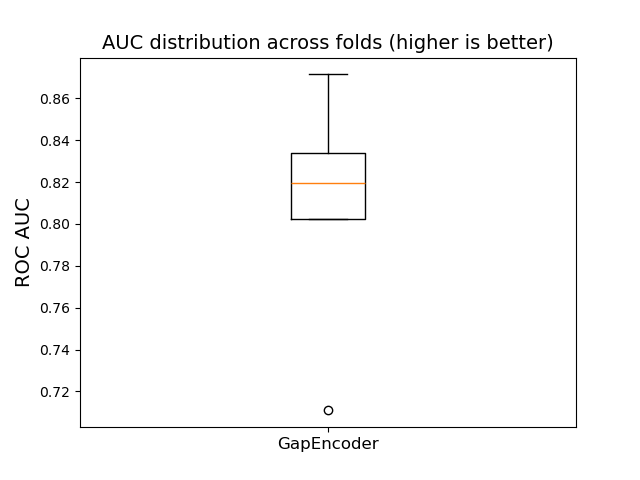 AUC distribution across folds (higher is better)
ROC AUC
0.86
0.84
0.82
0.80
0.78
0.76
0.74
0.72
GapEncoder